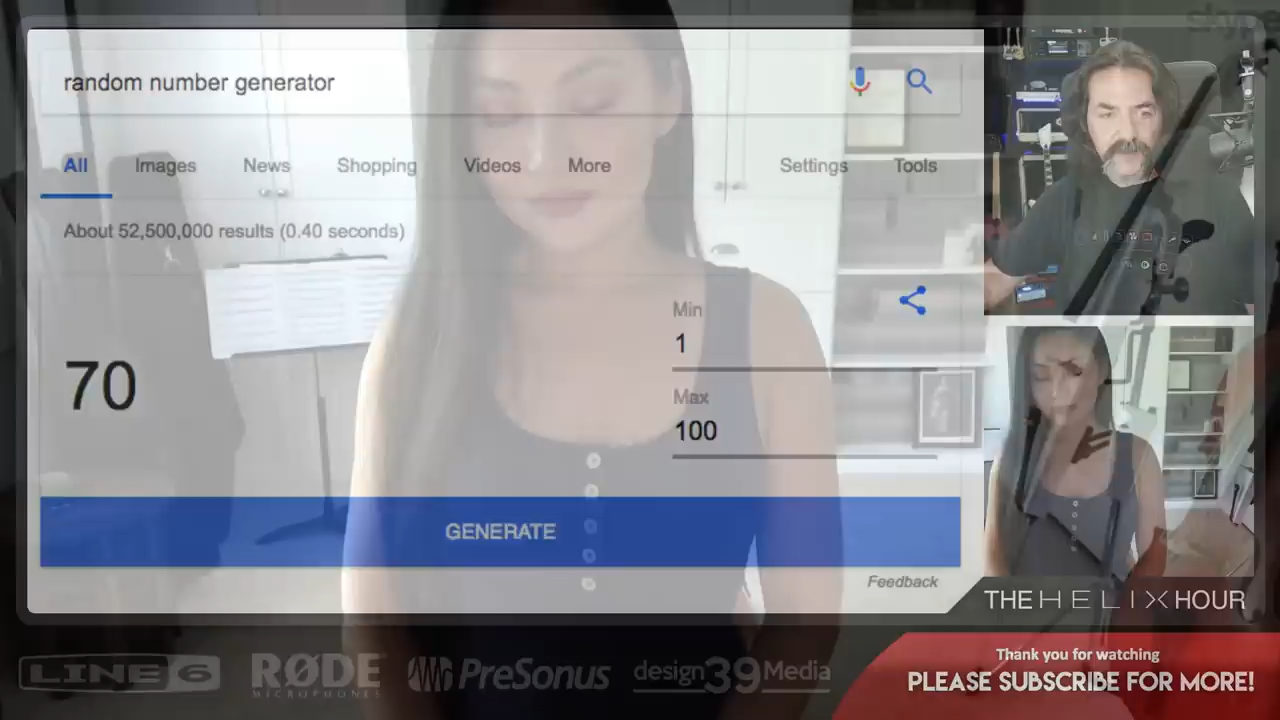 skype
random number generator
All Images News Shopping Videos More Settings Tools
About 52,500,000 results (0.40 seconds)
Min
1
70
Max
100
GENERATE
Feedback
THE HELIX HOUR
Thank you for watching
PLEASE SUBSCRIBE FOR MORE!
LINE 6
RØDE
MICROPHONES
PreSonus
design39Media